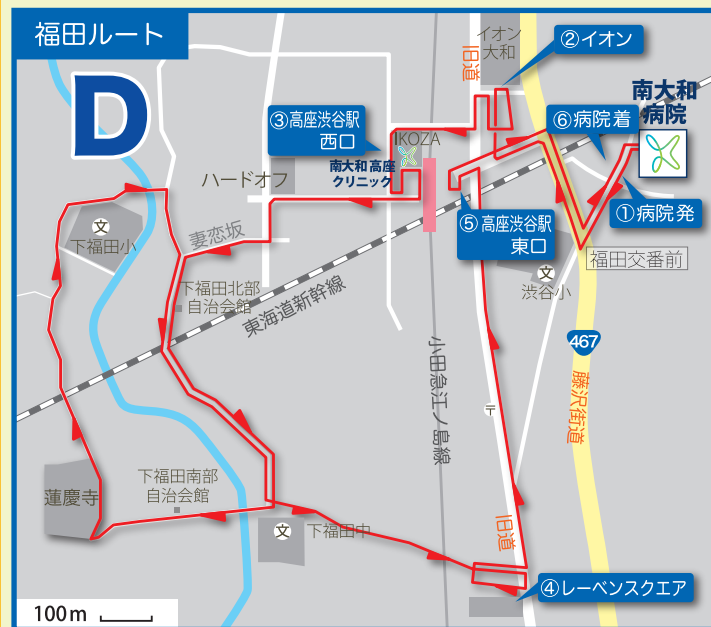 福田ルート
D
イオン
大和
旧道
②イオン
南大和
病院
⑥病院着
③高座渋谷駅
西口
IKOZA
南大和高座
クリニック
ハードオフ
①病院発
⑤高座渋谷駅
東口
福田交番前
文
下福田小
妻恋坂
文
渋谷小
下福田北部
自治会館
東海道新幹線
467
小田急江ノ島線
藤沢街道
〒
下福田南部
自治会館
蓮慶寺
旧道
文
下福田中
④レーベンスクエア
100m